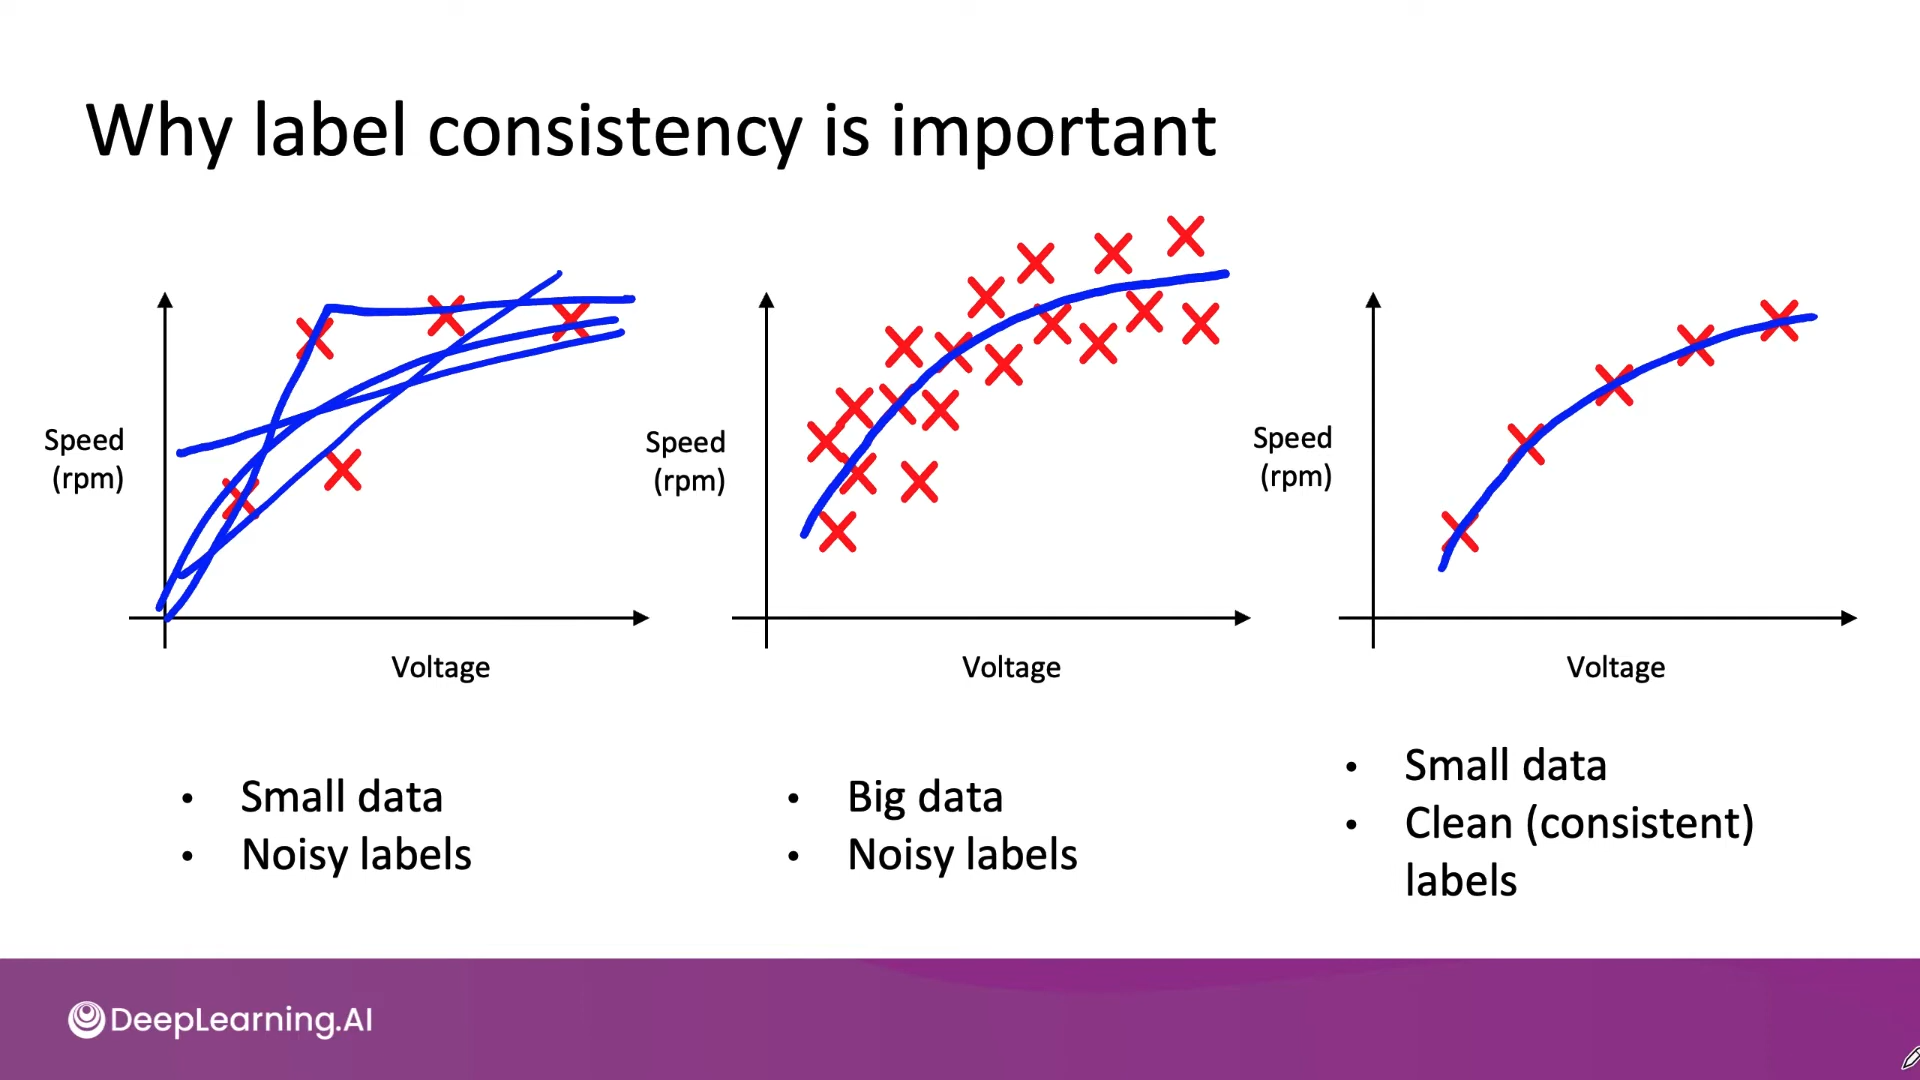 Why label consistency is important
Speed
(rpm)
Voltage
Speed
(rpm)
Voltage
Speed
(rpm)
Voltage
• Small data
• Noisy labels
• Big data
• Noisy labels
• Small data
• Clean (consistent)
labels
DeepLearning.AI